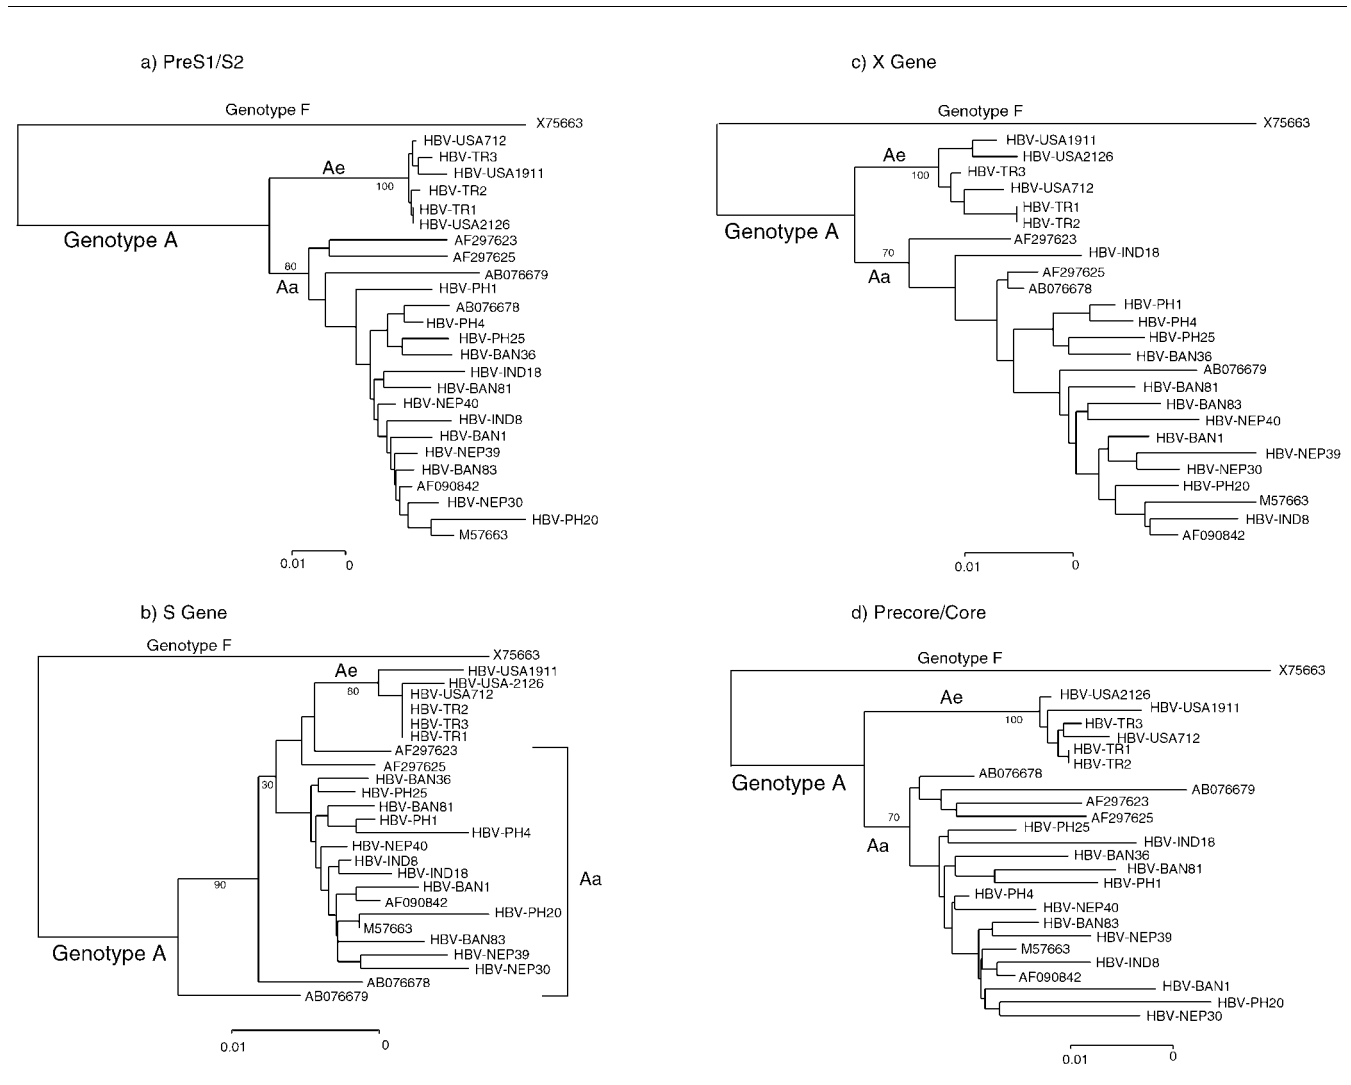 a) PreS1/S2
Genotype F
X75663
HBV-USA712
HBV-TR3
Ae
HBV-USA1911
100
HBV-TR2
HBV-TR1
HBV-USA2126
Genotype A
AF297623
AF297625
80
AB076679
Aa
HBV-PH1
AB076678
HBV-PH4
HBV-PH25
HBV-BAN36
HBV-IND18
HBV-BAN81
HBV-NEP40
HBV-IND8
HBV-BAN1
HBV-NEP39
HBV-BAN83
AF090842
HBV-NEP30
HBV-PH20
M57663
0.01 0
c) X Gene
Genotype F
X75663
HBV-USA1911
Ae
HBV-USA2126
100
HBV-TR3
HBV-USA712
HBV-TR1
HBV-TR2
Genotype A
AF297623
70
HBV-IND18
Aa
AF297625
AB076678
HBV-PH1
HBV-PH4
HBV-PH25
HBV-BAN36
AB076679
HBV-BAN81
HBV-BAN83
HBV-NEP40
HBV-BAN1
HBV-NEP39
HBV-NEP30
HBV-PH20
M57663
HBV-IND8
AF090842
0.01 0
b) S Gene
Genotype F
X75663
Ae
HBV-USA1911
HBV-USA-2126
80
HBV-USA712
HBV-TR2
HBV-TR3
HBV-TR1
AF297623
AF297625
HBV-BAN36
30
HBV-PH25
HBV-BAN81
HBV-PH1
HBV-PH4
HBV-NEP40
HBV-IND8
HBV-IND18
Aa
90
HBV-BAN1
AF090842
HBV-PH20
M57663
HBV-BAN83
Genotype A
HBV-NEP39
HBV-NEP30
AB076678
AB076679
0.01 0
d) Precore/Core
Genotype F
X75663
Ae
HBV-USA2126
HBV-USA1911
100
HBV-TR3
HBV-USA712
HBV-TR1
HBV-TR2
AB076678
Genotype A
AB076679
AF297623
70
AF297625
HBV-PH25
Aa
HBV-IND18
HBV-BAN36
HBV-BAN81
HBV-PH1
HBV-PH4
HBV-NEP40
HBV-BAN83
HBV-NEP39
M57663
HBV-IND8
AF090842
HBV-BAN1
HBV-PH20
HBV-NEP30
0.01 0